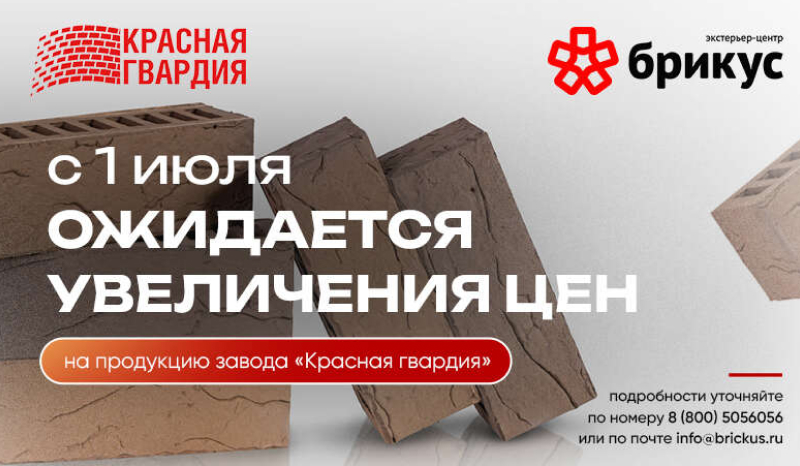 КРАСНАЯ
ГВАРДИЯ
экстерьер-центр
брикус
с 1 июля
ОЖИДАЕТСЯ
УВЕЛИЧЕНИЯ ЦЕН
на продукцию завода «Красная гвардия»
подробности уточняйте
по номеру 8 (800) 5056056
или по почте info@brickus.ru